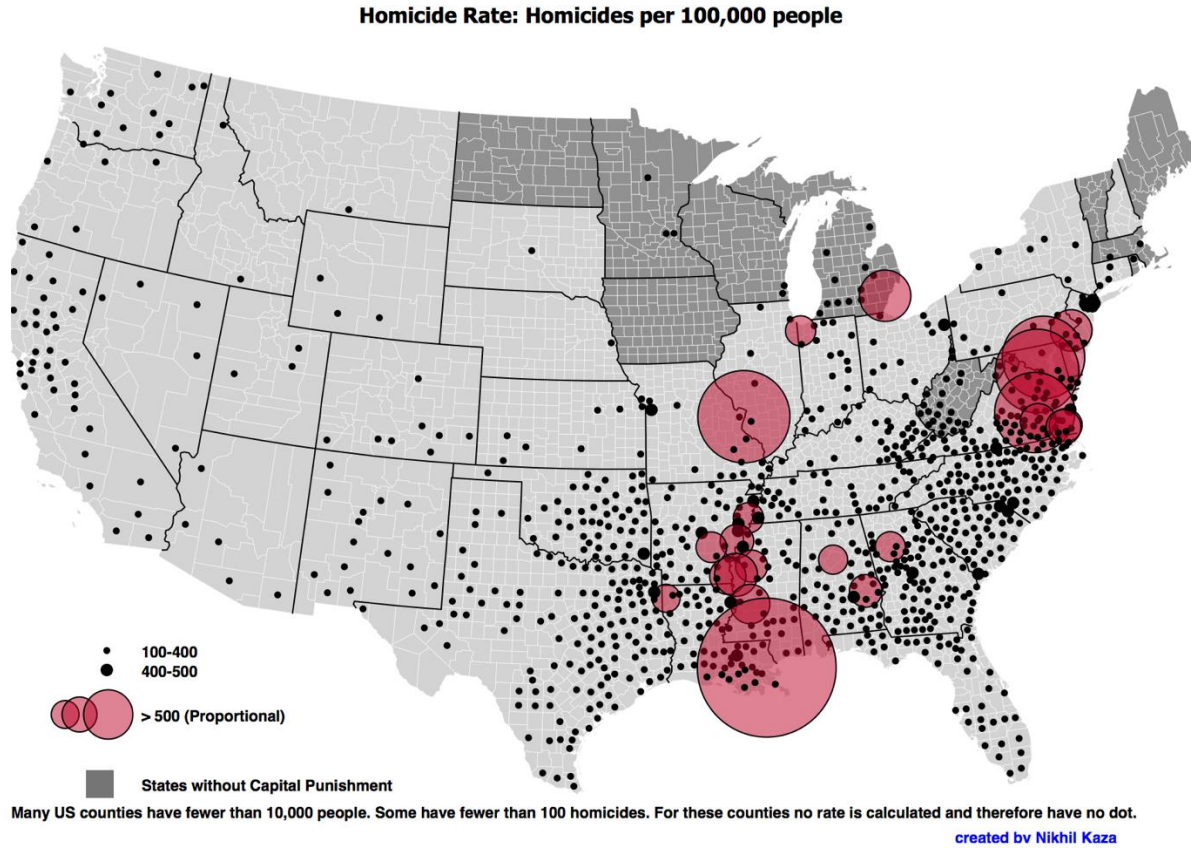 Homicide Rate: Homicides per 100,000 people
100-400
400-500
> 500 (Proportional)
States without Capital Punishment
Many US counties have fewer than 10,000 people. Some have fewer than 100 homicides. For these counties no rate is calculated and therefore have no dot.
created by Nikhil Kaza